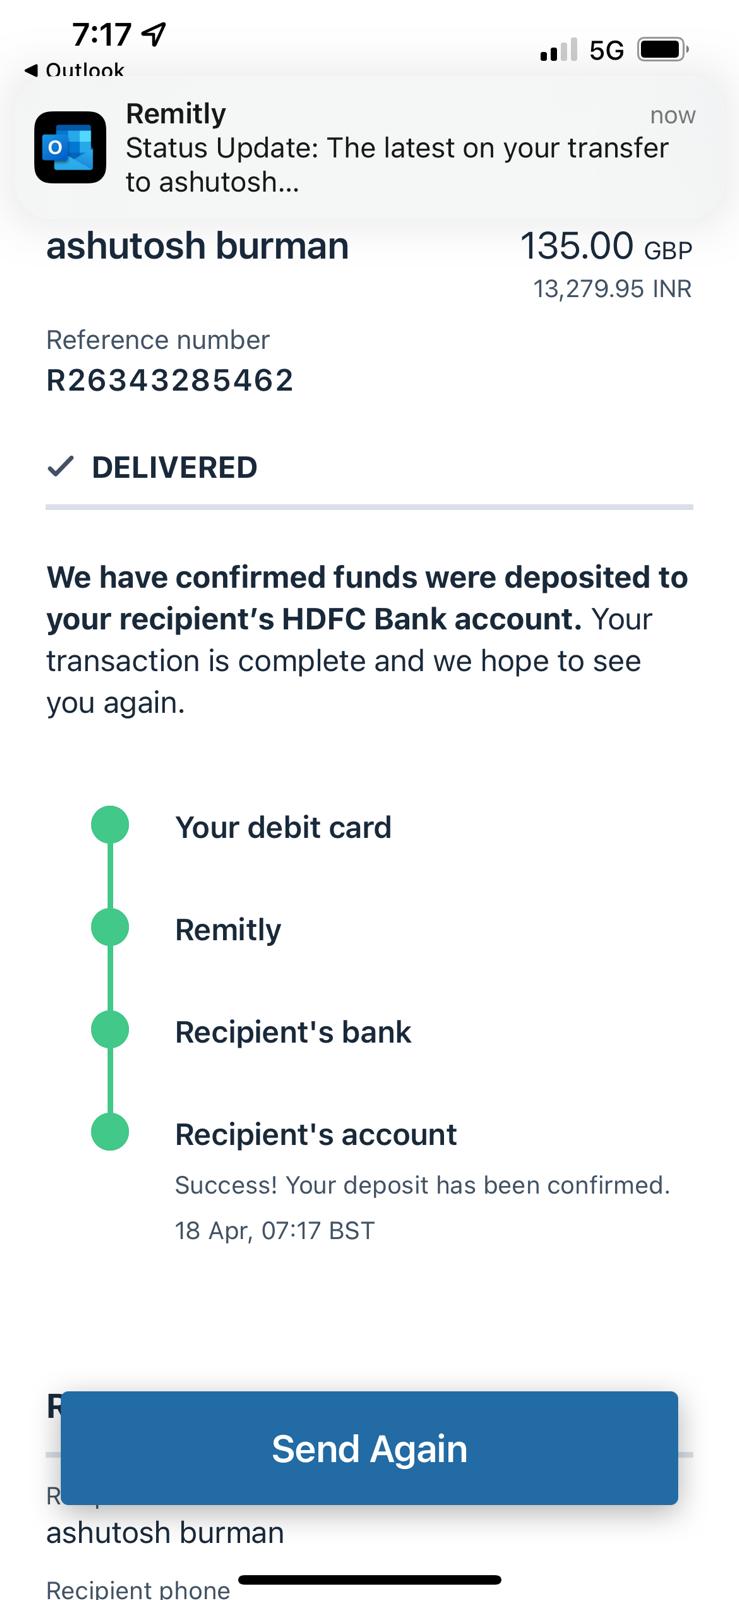 7:17
5G
Outlook
Remitly
now
Status Update: The latest on your transfer
to ashutosh...
ashutosh burman
135.00 GBP
13,279.95 INR
Reference number
R26343285462
DELIVERED
We have confirmed funds were deposited to
your recipient's HDFC Bank account. Your
transaction is complete and we hope to see
you again.
Your debit card
Remitly
Recipient's bank
Recipient's account
Success! Your deposit has been confirmed.
18 Apr, 07:17 BST
Send Again
ashutosh burman
Recipient phone